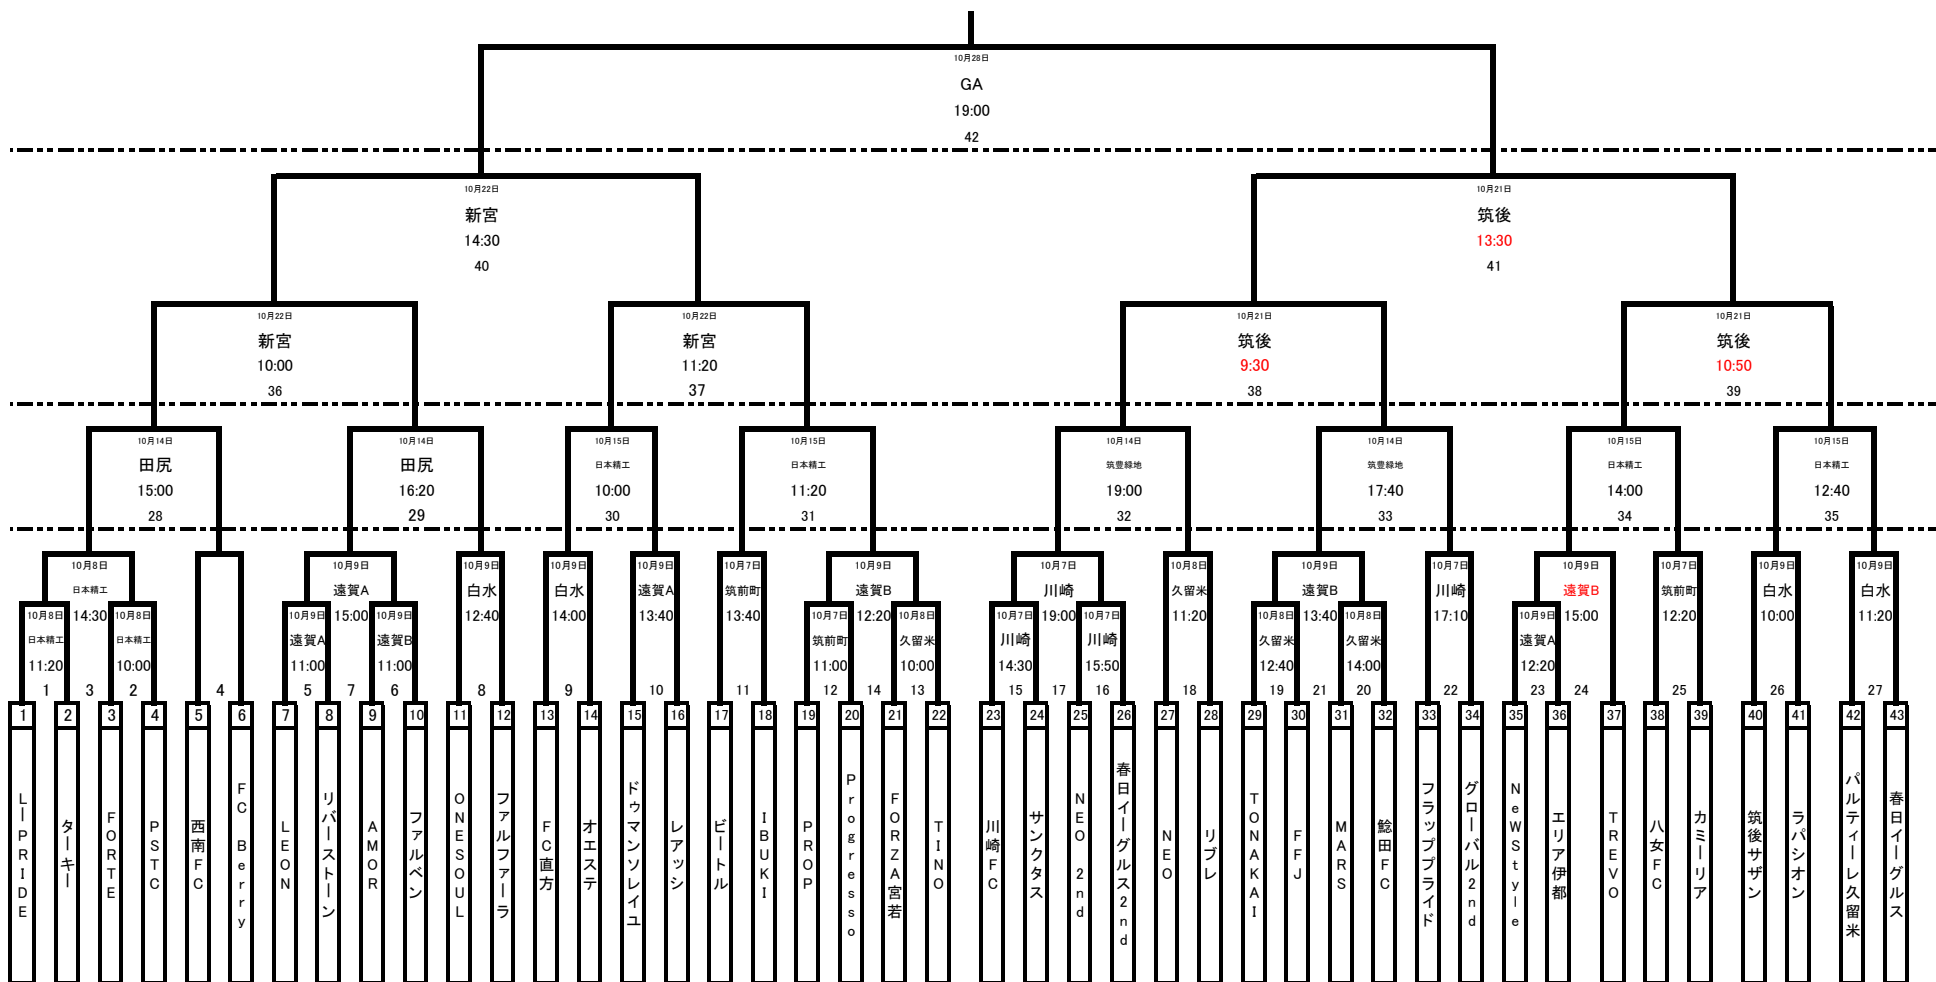 10月28日
GA
19:00
42
10月22日
新宮
14:30
40
10月21日
筑後
13:30
41
10月22日
新宮
10:00
36
10月22日
新宮
11:20
37
10月21日
筑後
9:30
38
10月21日
筑後
10:50
39
10月14日
田尻
15:00
28
10月14日
田尻
16:20
29
10月15日
日本精工
10:00
30
10月15日
日本精工
11:20
31
10月14日
筑豊緑地
19:00
32
10月14日
筑豊緑地
17:40
33
10月15日
日本精工
14:00
34
10月15日
日本精工
12:40
35
10月8日
日本精工
14:30
3
10月8日
日本精工
11:20
1
10月8日
日本精工
10:00
2
4
10月9日
遠賀A
15:00
7
10月9日
遠賀A
11:00
5
10月9日
遠賀B
11:00
6
10月9日
白水
12:40
8
10月9日
白水
14:00
9
10月9日
遠賀A
13:40
10
10月7日
筑前町
13:40
11
10月9日
遠賀B
12:20
14
10月7日
筑前町
11:00
12
10月8日
久留米
10:00
13
10月7日
川崎
19:00
17
10月7日
川崎
14:30
15
10月7日
川崎
15:50
16
10月8日
久留米
11:20
18
10月9日
遠賀B
13:40
21
10月8日
久留米
12:40
19
10月8日
久留米
14:00
20
10月7日
川崎
17:10
22
10月9日
遠賀B
15:00
24
10月9日
遠賀A
12:20
23
10月7日
筑前町
12:20
25
10月9日
白水
10:00
26
10月9日
白水
11:20
27
1
LーPRIDE
2
ターキー
3
FORTE
4
PSTC
5
西南FC
6
FC Berry
7
LEON
8
リバーストーン
9
AMOR
10
ファルベン
11
ONESOUL
12
ファルファーラ
13
FC直方
14
オエステ
15
ドゥマンソレイユ
16
レアッシ
17
ビートル
18
IBUKI
19
PROP
20
Progresso
21
FORZA宮若
22
TINO
23
川崎FC
24
サンクタス
25
NEO 2nd
26
春日イーグルス2nd
27
NEO
28
リブレ
29
TONAKAI
30
FFJ
31
MARS
32
鯰田FC
33
フラッププライド
34
グローバル2nd
35
NeWStyle
36
エリア伊都
37
TREVO
38
八女FC
39
カミーリア
40
筑後サザン
41
ラパシオン
42
パルティーレ久留米
43
春日イーグルス